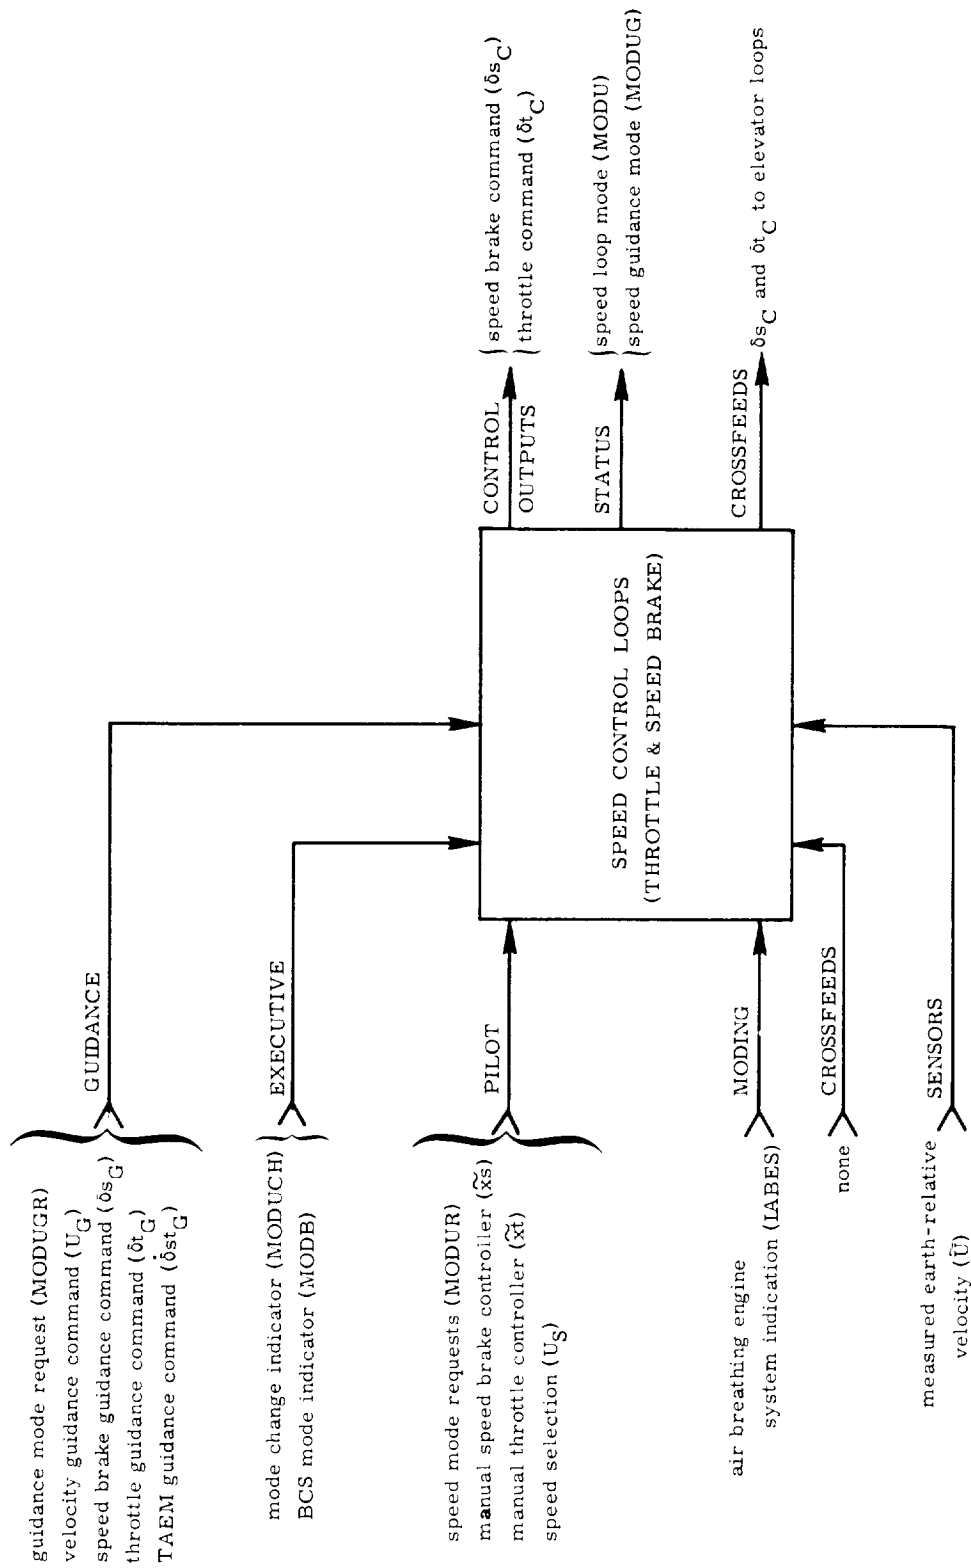 guidance mode request (MODUGR)
velocity guidance command (U_G)
speed brake guidance command (δs_G)
throttle guidance command (δt_G)
TAEM guidance command (δ̇st_G)
GUIDANCE
mode change indicator (MODUCH)
BCS mode indicator (MODB)
EXECUTIVE
speed mode requests (MODUR)
manual speed brake controller (x̃s)
manual throttle controller (x̃t)
speed selection (U_S)
PILOT
air breathing engine
system indication (IABES)
MODING
none
CROSSFEEDS
measured earth-relative
velocity (Ũ)
SENSORS
SPEED CONTROL LOOPS
(THROTTLE & SPEED BRAKE)
CONTROL
OUTPUTS
speed brake command (δs_C)
throttle command (δt_C)
STATUS
speed loop mode (MODU)
speed guidance mode (MODUG)
CROSSFEEDS
δs_C and δt_C to elevator loops